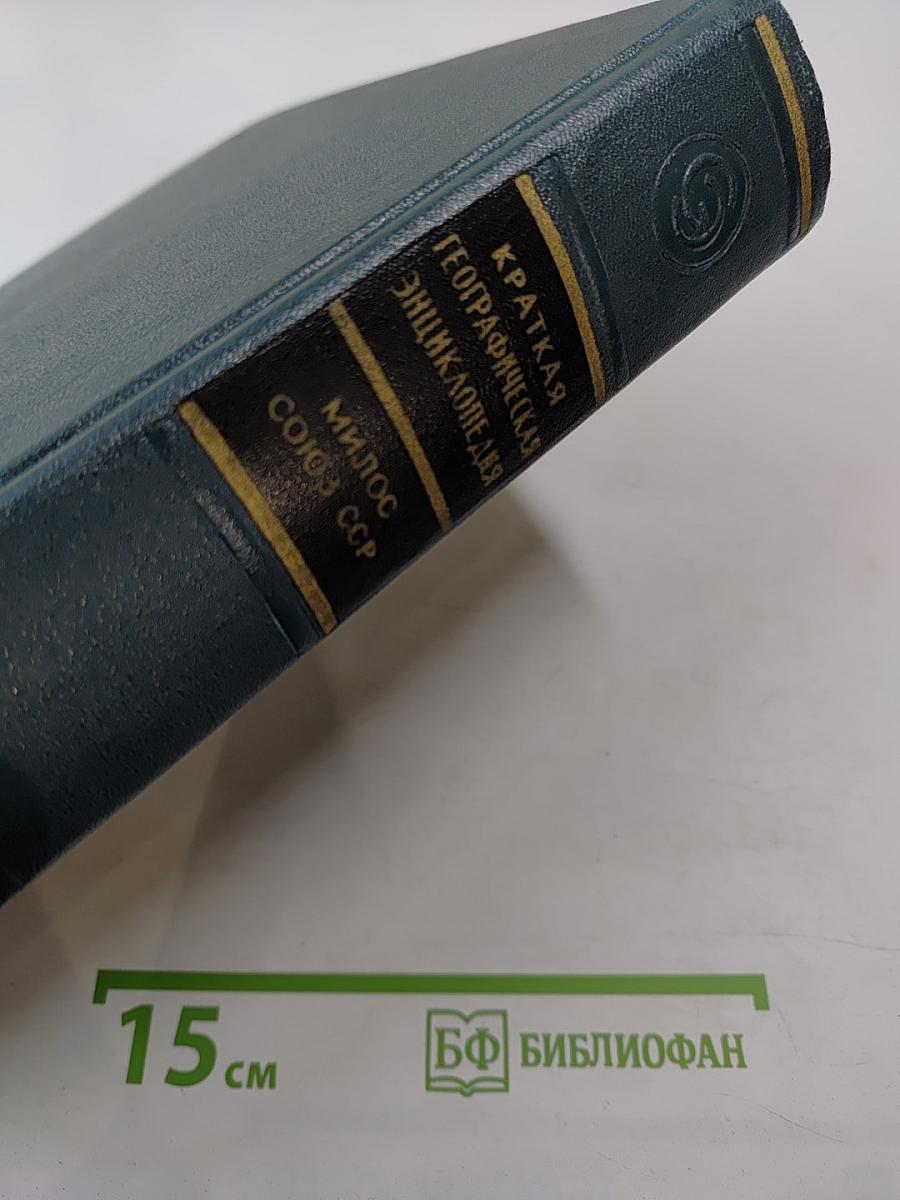 КРАТКАЯ
ГЕОГРАФИЧЕСКАЯ
ЭНЦИКЛОПЕДИЯ
МИЛОС
СОЮЗ ССР
15 см
БФ БИБЛИОФАН